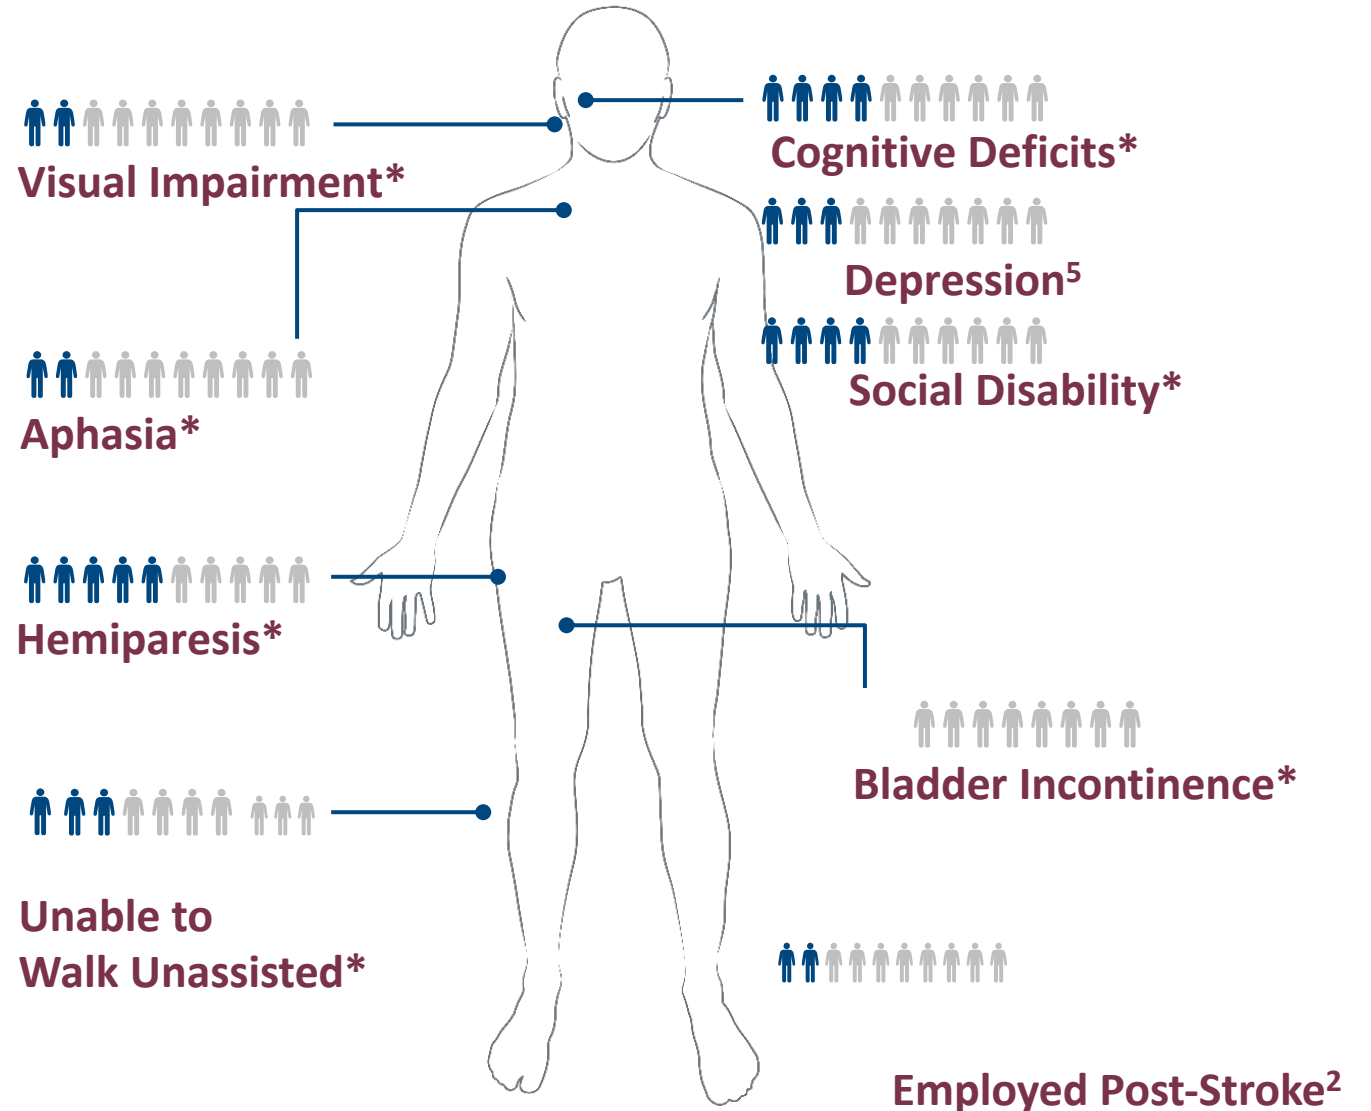 Visual Impairment*
Cognitive Deficits*
Depression⁵
Social Disability*
Aphasia*
Hemiparesis*
Bladder Incontinence*
Unable to
Walk Unassisted*
Employed Post-Stroke²